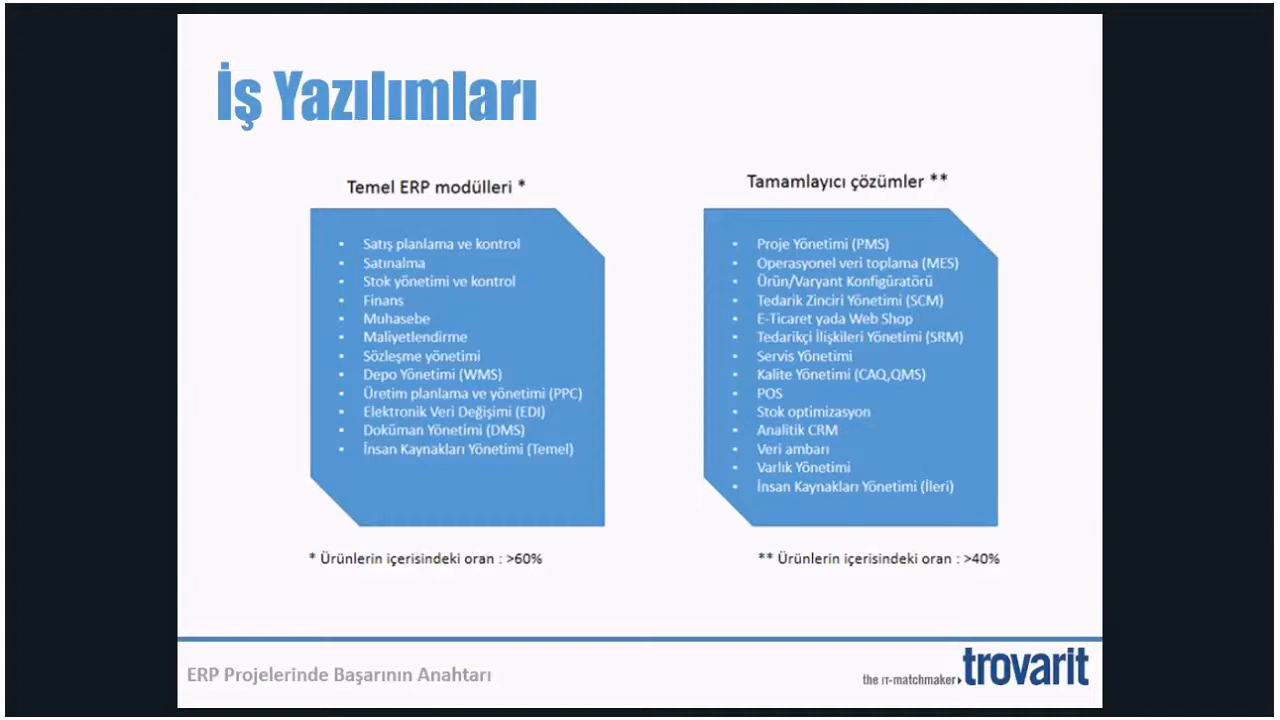 İş Yazılımları
Temel ERP modülleri *
• Satış planlama ve kontrol
• Satınalma
• Stok yönetimi ve kontrol
• Finans
• Muhasebe
• Maliyetlendirme
• Sözleşme yönetimi
• Depo Yönetimi (WMS)
• Üretim planlama ve yönetimi (PPC)
• Elektronik Veri Değişimi (EDI)
• Doküman Yönetimi (DMS)
• İnsan Kaynakları Yönetimi (Temel)
* Ürünlerin içerisindeki oran : >60%
Tamamlayıcı çözümler **
• Proje Yönetimi (PMS)
• Operasyonel veri toplama (MES)
• Ürün/Varyant Konfigüratörü
• Tedarik Zinciri Yönetimi (SCM)
• E-Ticaret yada Web Shop
• Tedarikçi İlişkileri Yönetimi (SRM)
• Servis Yönetimi
• Kalite Yönetimi (CAQ,QMS)
• POS
• Stok optimizasyon
• Analitik CRM
• Veri ambarı
• Varlık Yönetimi
• İnsan Kaynakları Yönetimi (İleri)
** Ürünlerin içerisindeki oran : >40%
ERP Projelerinde Başarının Anahtarı
the IT-matchmaker trovarit